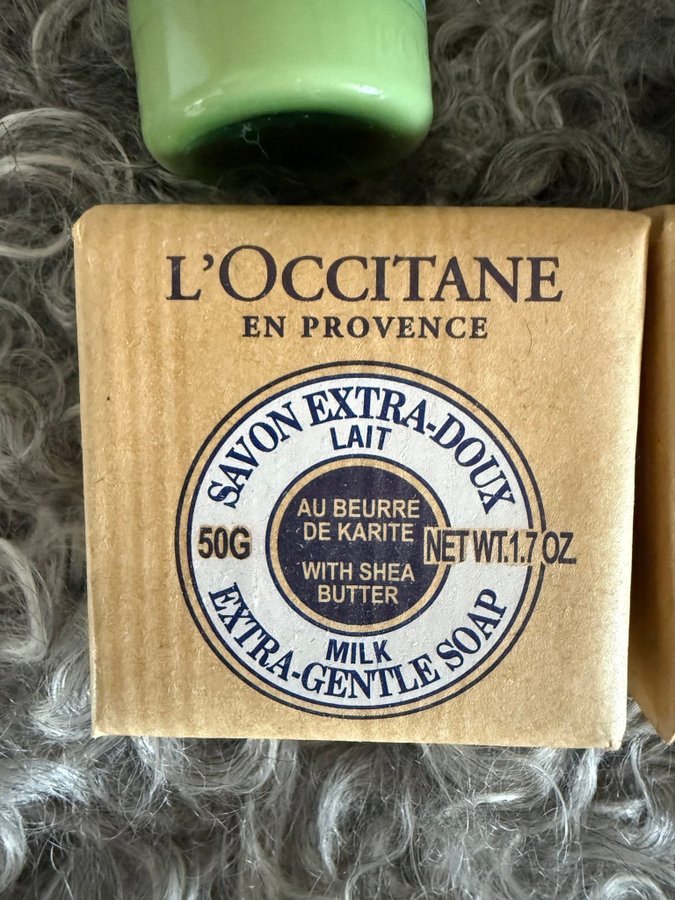 L'OCCITANE
EN PROVENCE
SAVON EXTRA-DOUX
LAIT
AU BEURRE
DE KARITE
50G
NET WT.1.7 OZ
WITH SHEA
BUTTER
MILK
EXTRA-GENTLE SOAP